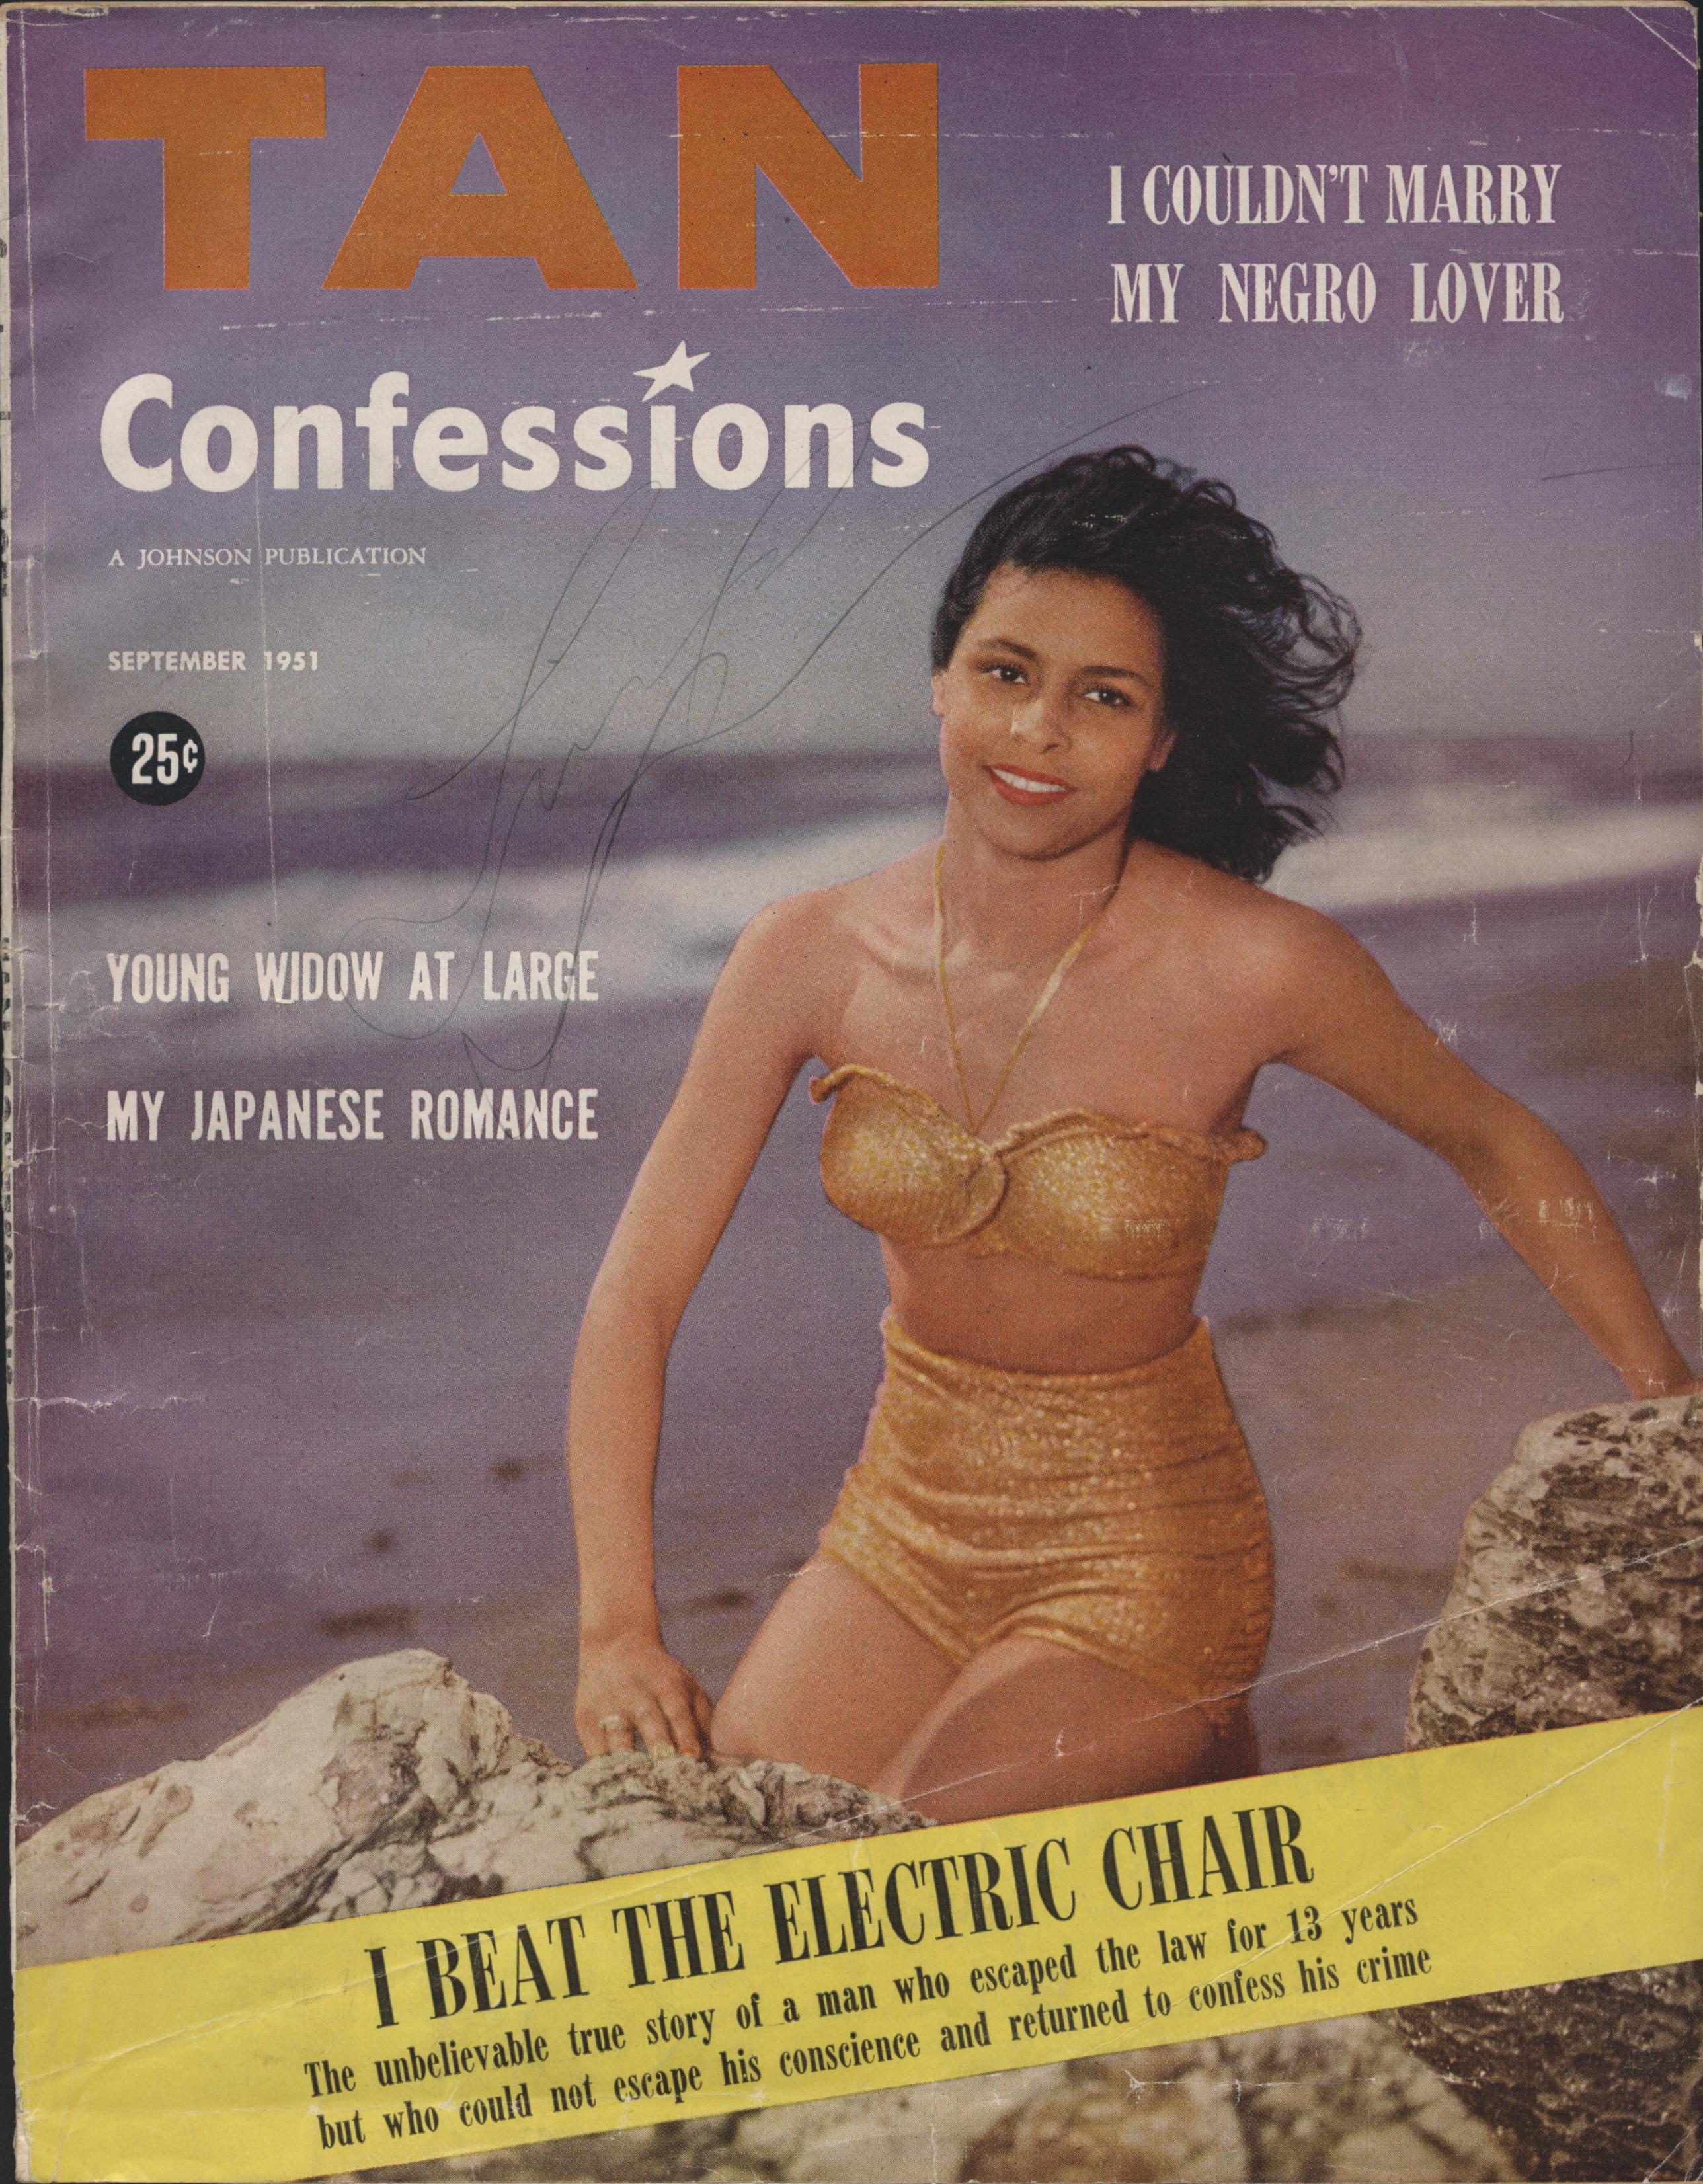 TAN
Confessions
A JOHNSON PUBLICATION
SEPTEMBER 1951
25¢
I COULDN'T MARRY
MY NEGRO LOVER
YOUNG WIDOW AT LARGE
MY JAPANESE ROMANCE
I BEAT THE ELECTRIC CHAIR
The unbelievable true story of a man who escaped the law for 13 years
but who could not escape his conscience and returned to confess his crime